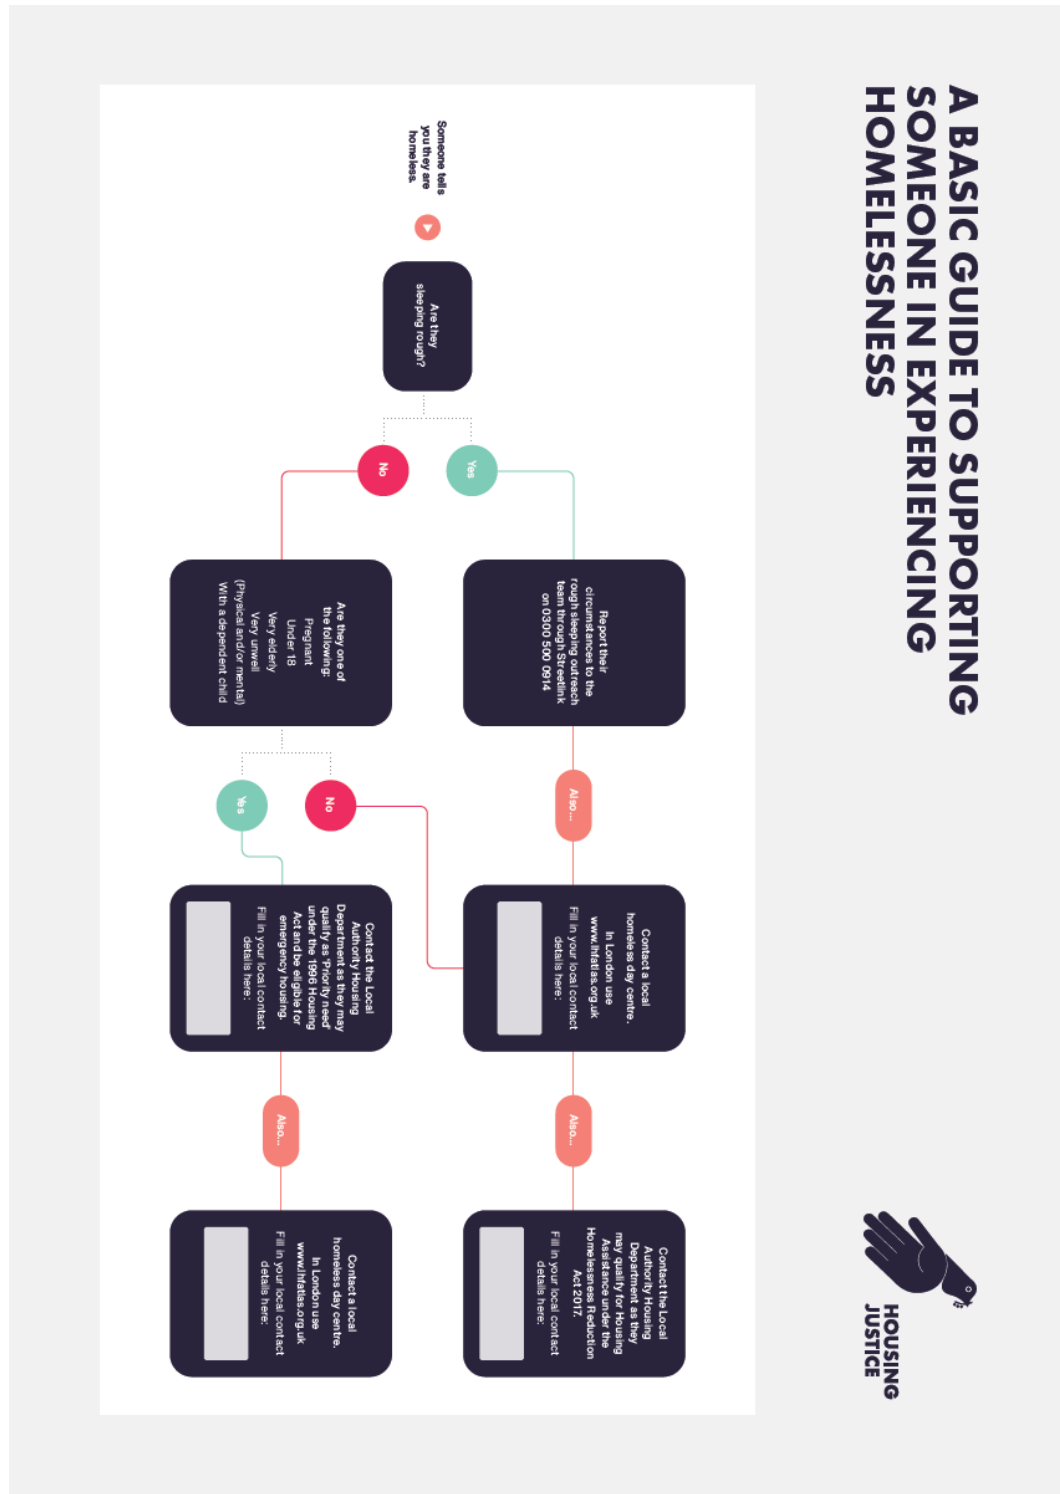 A BASIC GUIDE TO SUPPORTING
SOMEONE IN EXPERIENCING
HOMELESSNESS
HOUSING
JUSTICE
Someone tells
you they are
homeless.
Are they
sleeping rough?
Yes
No
Report their
circumstances to the
rough sleeping outreach
team through Streetlink
on 0300 500 0914
Also...
Contact a local
homeless day centre.
In London use
www.lhfatlas.org.uk
Fill in your local contact
details here:
Also...
Contact the Local
Authority Housing
Department as they
may qualify for Housing
Assistance under the
Homelessness Reduction
Act 2017.
Fill in your local contact
details here:
Are they one of
the following:
Pregnant
Under 18
Very elderly
Very unwell
(Physical and/or mental)
With a dependent child
No
Yes
Contact the Local
Authority Housing
Department as they may
qualify as 'Priority need'
under the 1996 Housing
Act and be eligible for
emergency housing.
Fill in your local contact
details here:
Also...
Contact a local
homeless day centre.
In London use
www.lhfatlas.org.uk
Fill in your local contact
details here: